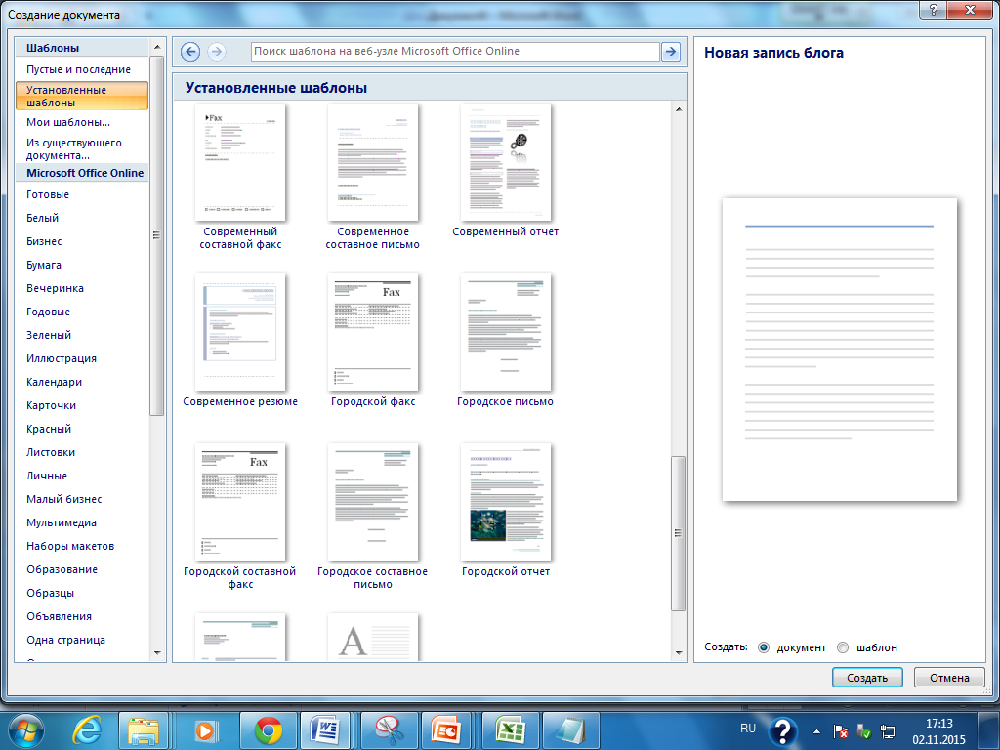 Создание документа
Шаблоны
Пустые и последние
Установленные
шаблоны
Мои шаблоны...
Из существующего
документа...
Microsoft Office Online
Готовые
Белый
Бизнес
Бумага
Вечеринка
Годовые
Зеленый
Иллюстрация
Календари
Карточки
Красный
Листовки
Личные
Малый бизнес
Мультимедиа
Наборы макетов
Образование
Образцы
Объявления
Одна страница
Поиск шаблона на веб-узле Microsoft Office Online
Установленные шаблоны
Fax
Современный
составной факс
Современное
составное письмо
Современный отчет
Современное резюме
Fax
Городской факс
Городское письмо
Fax
Городской составной
факс
Городское составное
письмо
Городской отчет
A
Новая запись блога
Создать: документ шаблон
Создать Отмена
RU
17:13
02.11.2015